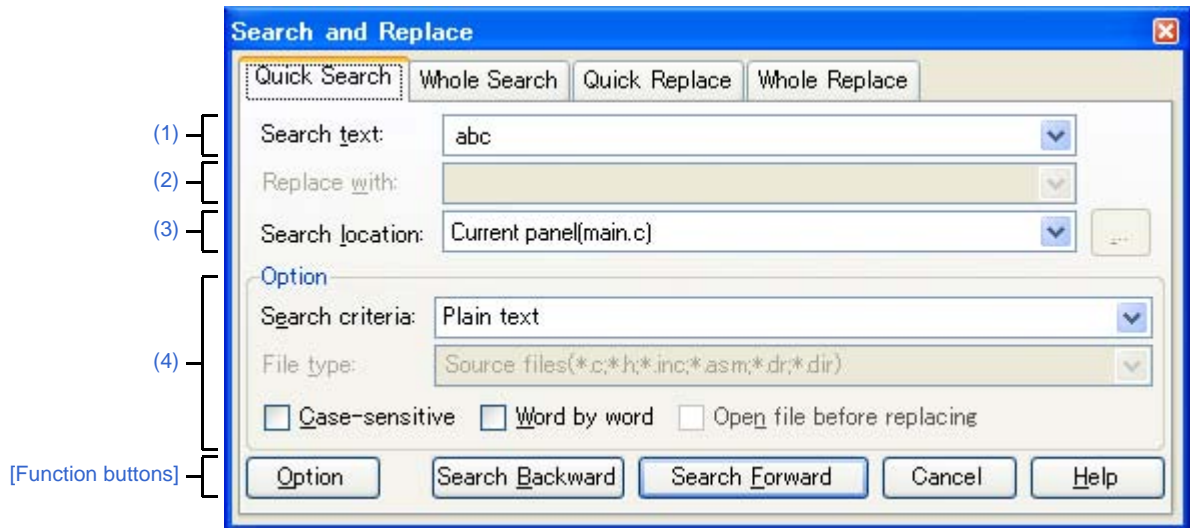 Search and Replace
Quick Search Whole Search Quick Replace Whole Replace
(1) Search text: abc
(2) Replace with:
(3) Search location: Current panel(main.c) ...
Option
Search criteria: Plain text
(4) File type: Source files(*.c;*.h;*.inc;*.asm;*.dr;*.dir)
Case-sensitive Word by word Open file before replacing
[Function buttons] Option Search Backward Search Forward Cancel Help